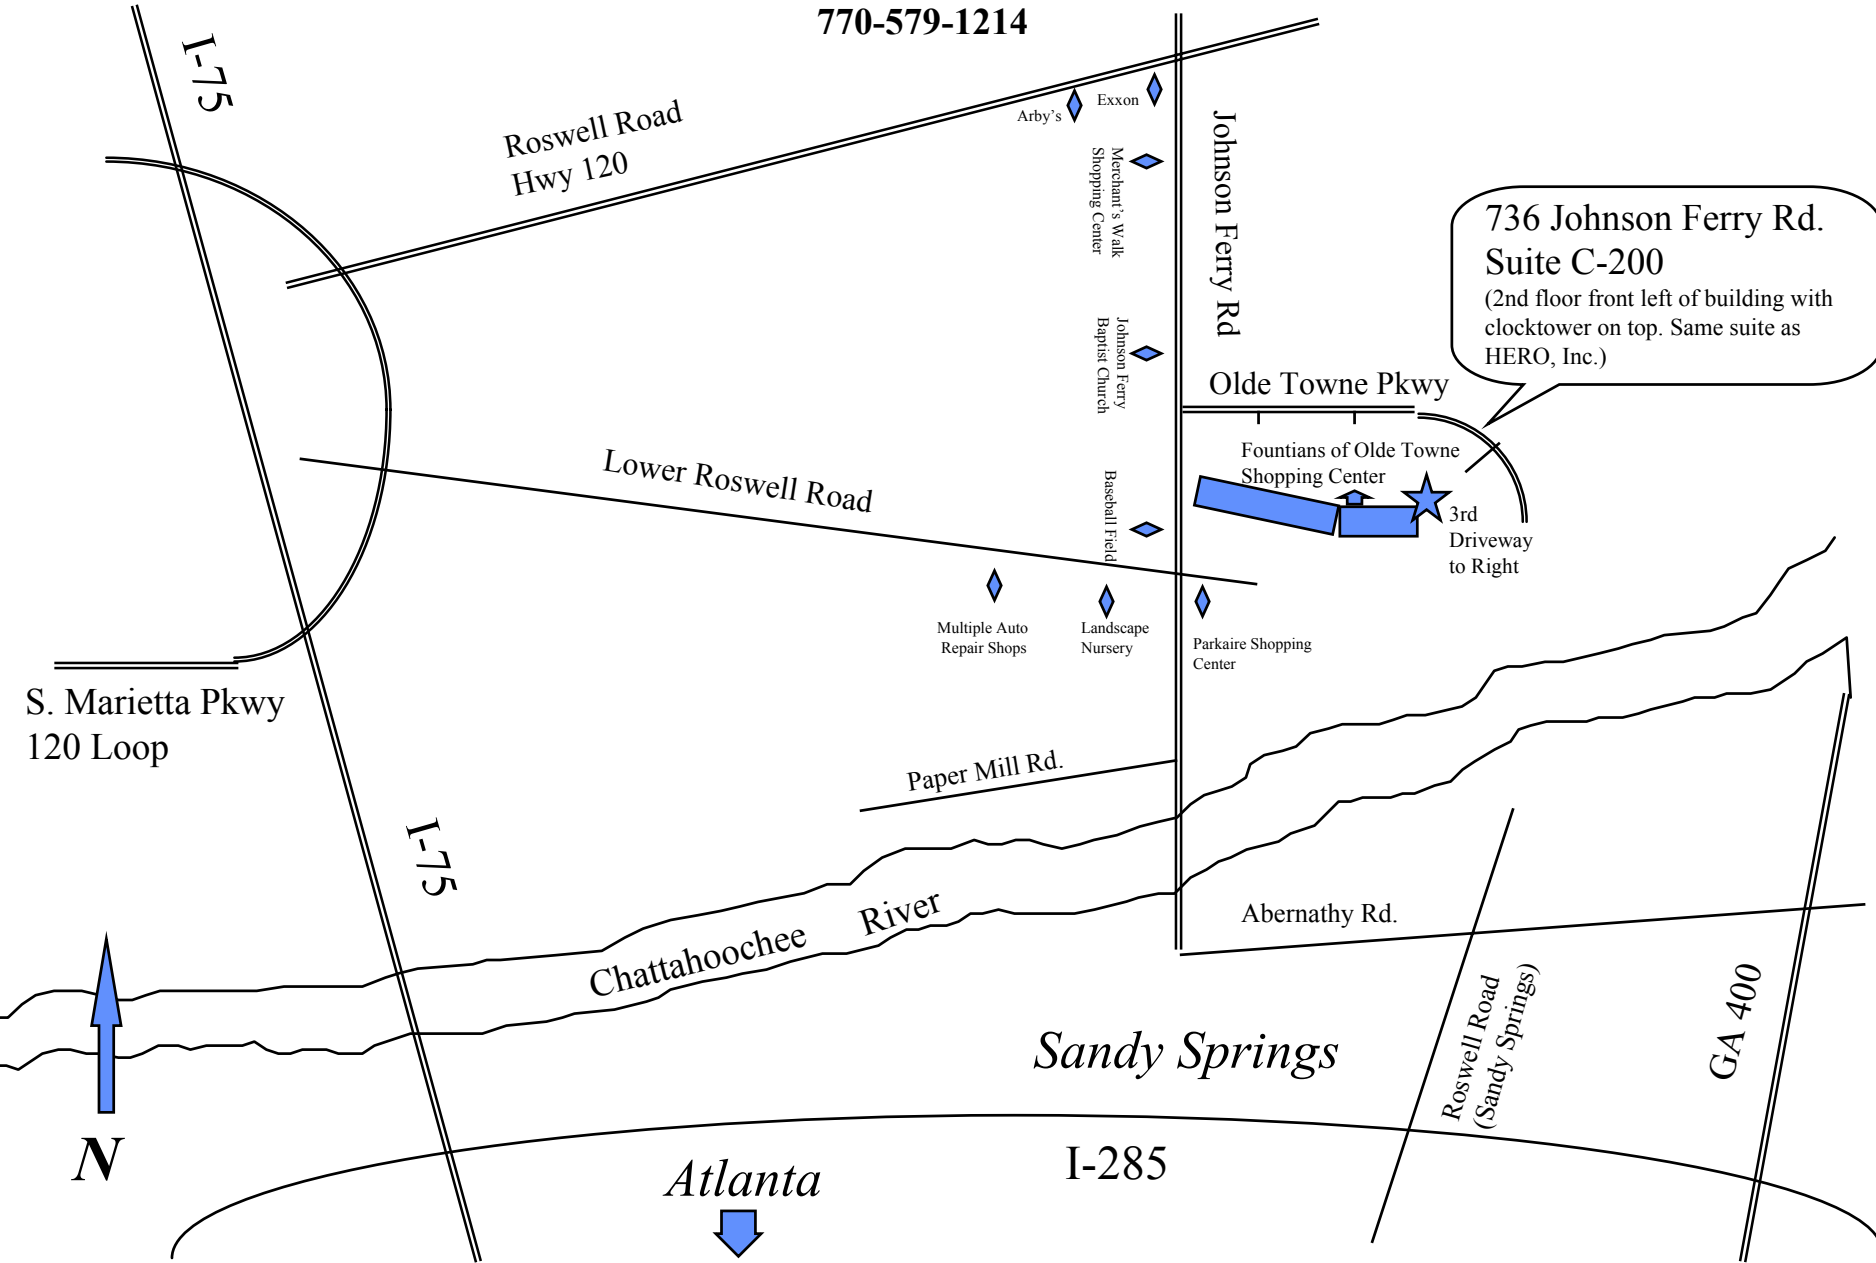 770-579-1214
I-75
Roswell Road
Hwy 120
Arby's
Exxon
Merchant's Walk
Shopping Center
Johnson Ferry Rd
736 Johnson Ferry Rd.
Suite C-200
(2nd floor front left of building with
clocktower on top. Same suite as
HERO, Inc.)
Johnson Ferry
Baptist Church
Olde Towne Pkwy
Fountians of Olde Towne
Shopping Center
Lower Roswell Road
Baseball Field
3rd
Driveway
to Right
Multiple Auto
Repair Shops
Landscape
Nursery
Parkaire Shopping
Center
S. Marietta Pkwy
120 Loop
Paper Mill Rd.
I-75
Chattahoochee River
Abernathy Rd.
Roswell Road
(Sandy Springs)
GA 400
Sandy Springs
N
Atlanta
I-285